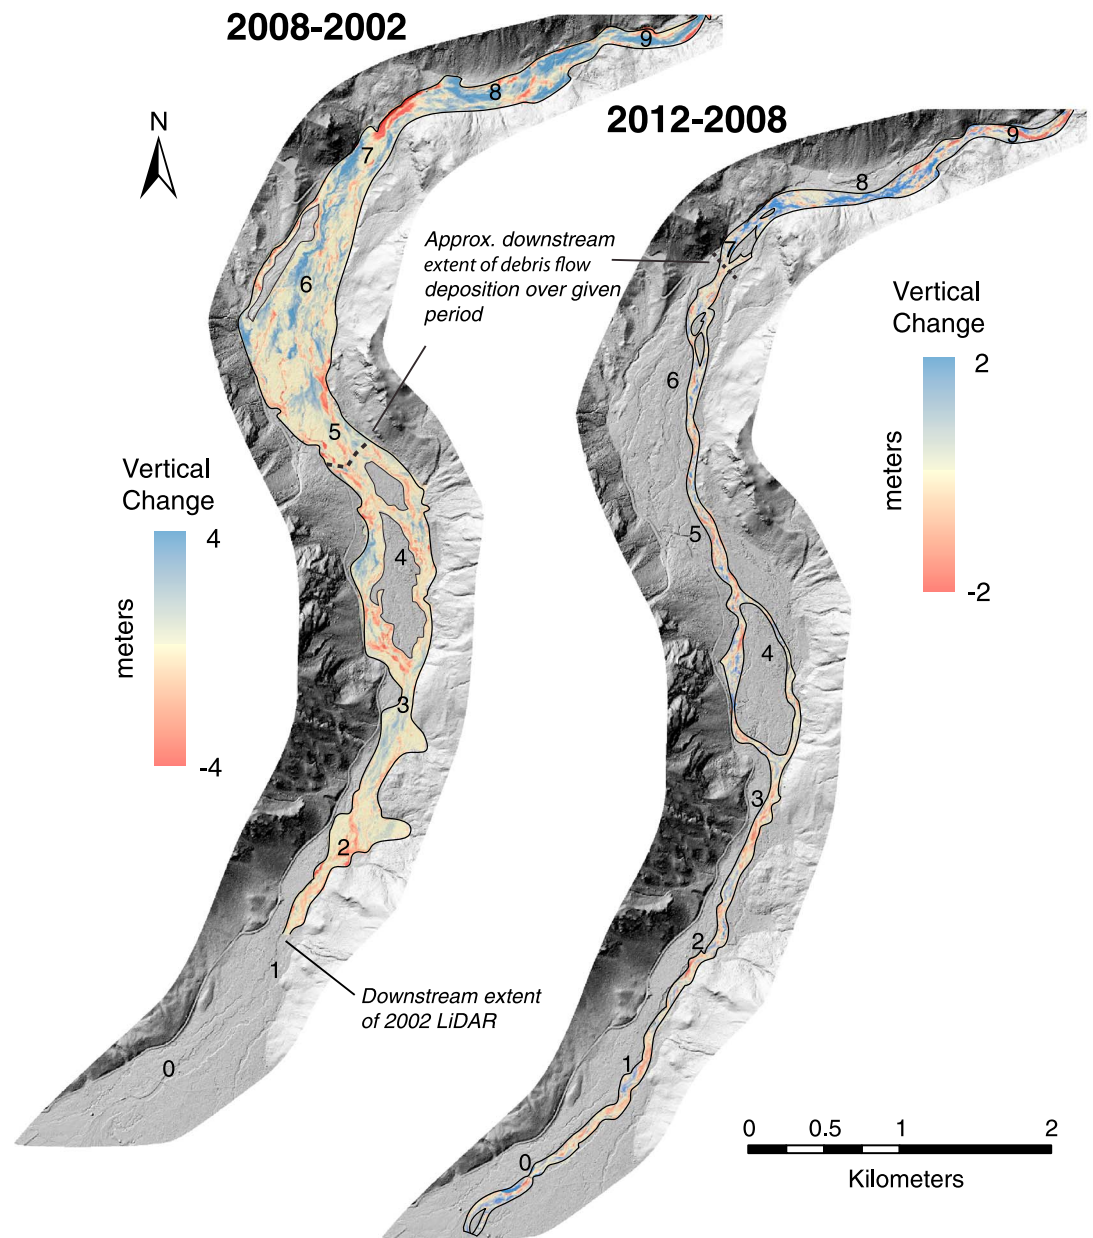 2008-2002
9
8
2012-2008
N
7
Approx. downstream
extent of debris flow
deposition over given
period
6
5
Vertical
Change
4
meters
-4
4
3
2
1
Downstream extent
of 2002 LiDAR
0
9
8
7
Vertical
Change
2
meters
-2
6
5
4
3
2
1
0
0 0.5 1 2
Kilometers